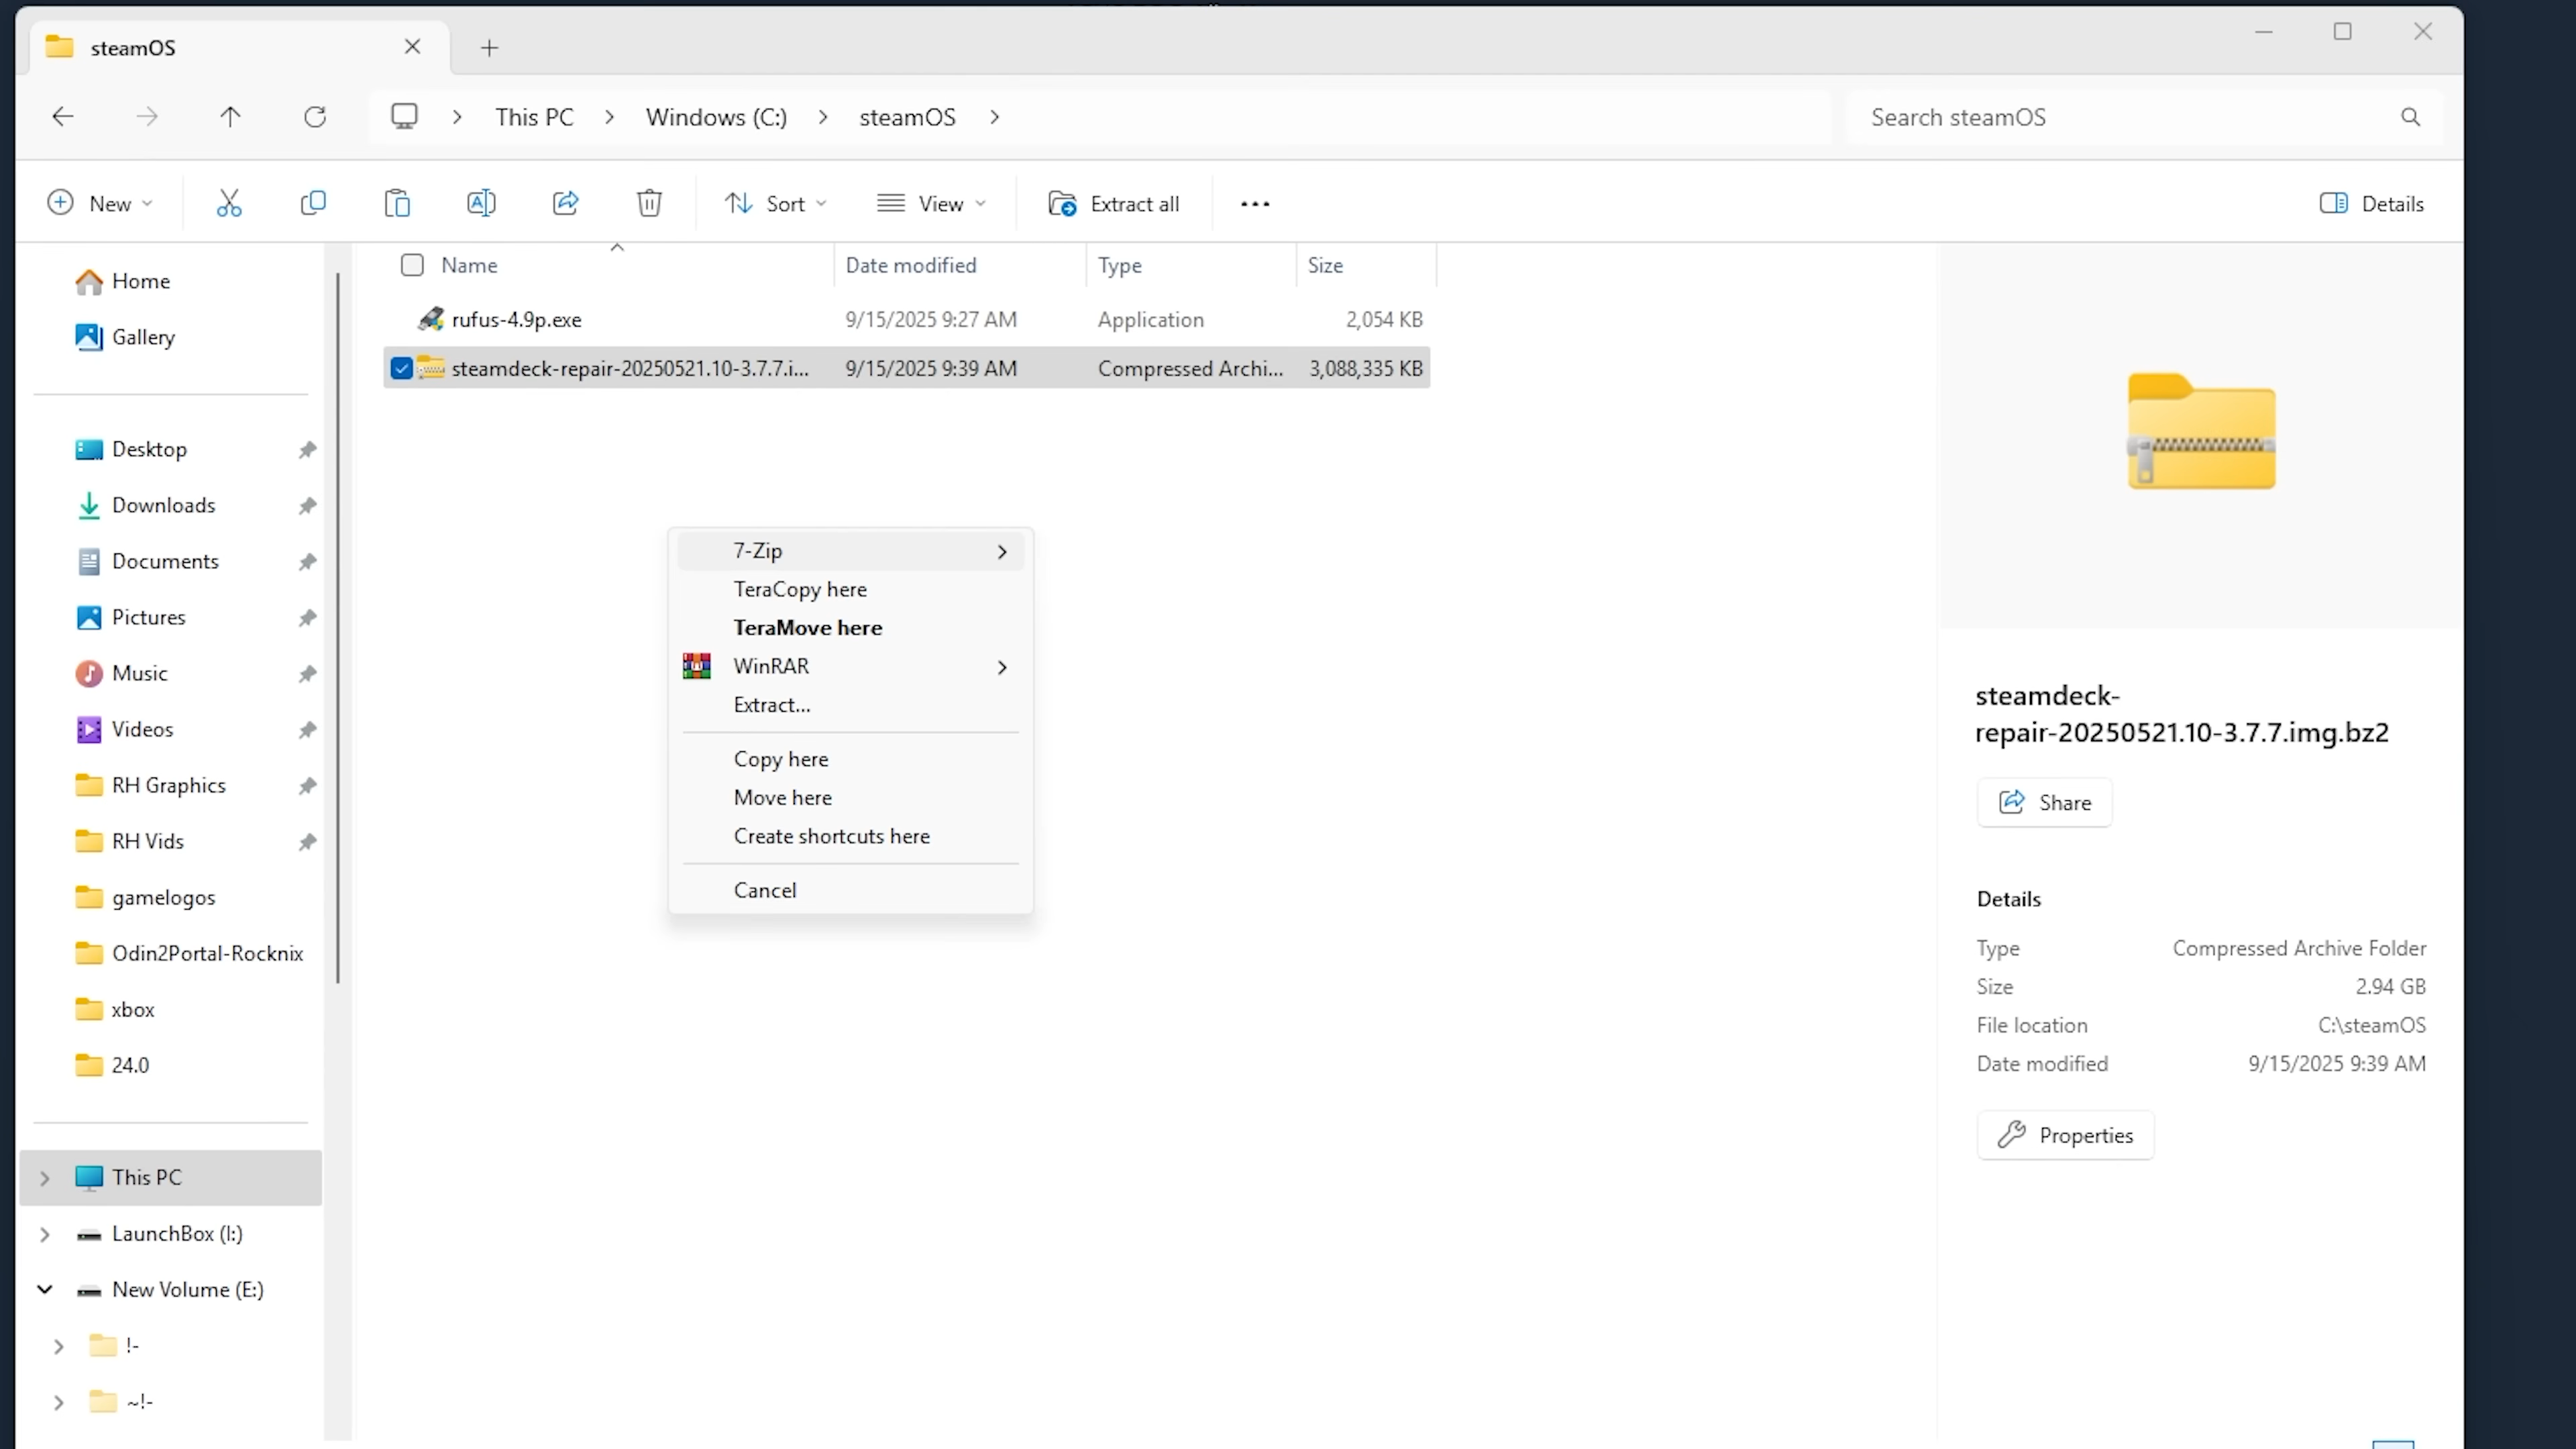 steamOS
This PC
Windows (C:)
steamOS
Search steamOS
New
Sort
View
Extract all
Details
Name
Date modified
Type
Size
rufus-4.9p.exe
9/15/2025 9:27 AM
Application
2,054 KB
steamdeck-repair-20250521.10-3.7.7.i...
9/15/2025 9:39 AM
Compressed Archi...
3,088,335 KB
Home
Gallery
Desktop
Downloads
Documents
Pictures
Music
Videos
RH Graphics
RH Vids
gamelogos
Odin2Portal-Rocknix
xbox
24.0
This PC
LaunchBox (I:)
New Volume (E:)
!-
~!-
7-Zip
TeraCopy here
TeraMove here
WinRAR
Extract...
Copy here
Move here
Create shortcuts here
Cancel
steamdeck-
repair-20250521.10-3.7.7.img.bz2
Share
Details
Type
Compressed Archive Folder
Size
2.94 GB
File location
C:\steamOS
Date modified
9/15/2025 9:39 AM
Properties